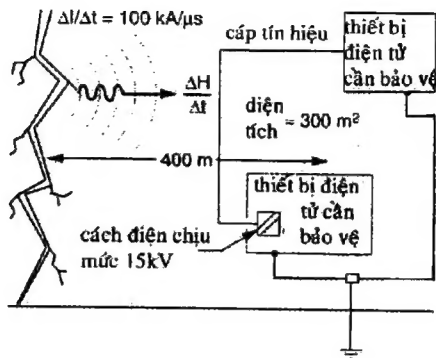 ΔI/Δt = 100 kA/μs
ΔH
Δt
400 m
cáp tín hiệu
thiết bị
điện tử
cần bảo vệ
diện
tích = 300 m²
thiết bị điện
tử cần
bảo vệ
cách điện chịu
mức 15kV